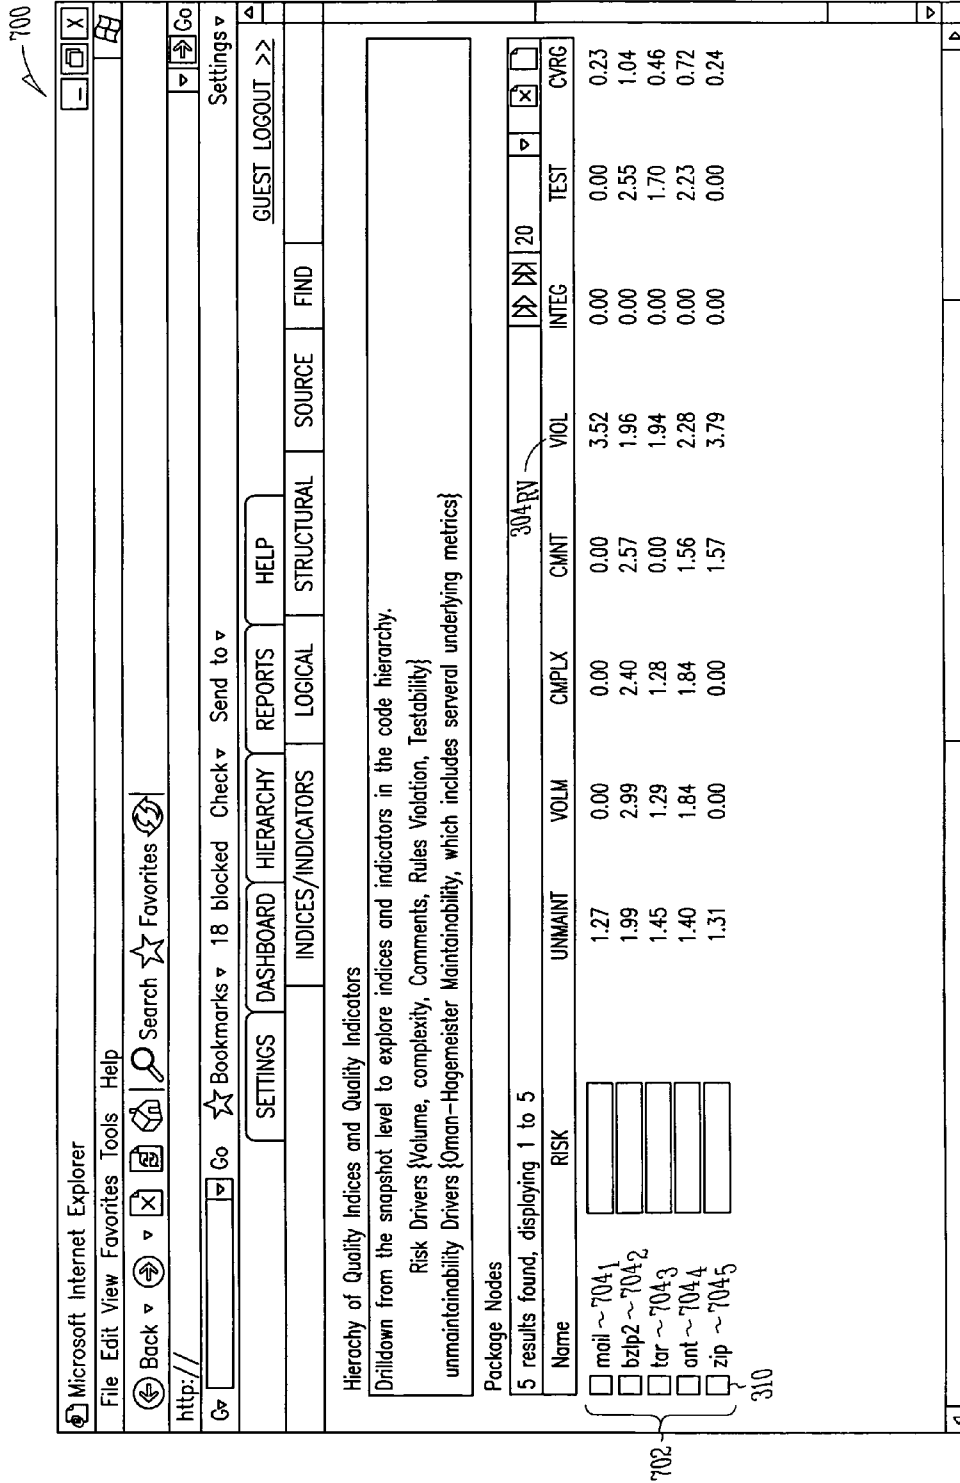 700
Microsoft Internet Explorer
_ X
File Edit View Favorites Tools Help
Back Search Favorites
http:// Go
G Go Bookmarks 18 blocked Check Send to Settings
SETTINGS DASHBOARD HIERARCHY REPORTS HELP GUEST LOGOUT >>
INDICES/INDICATORS LOGICAL STRUCTURAL SOURCE FIND
Hierachy of Quality Indices and Quality Indicators
Drilldown from the snapshot level to explore indices and indicators in the code hierarchy.
Risk Drivers {Volume, complexity, Comments, Rules Violation, Testability}
unmaintainability Drivers {Oman-Hagemeister Maintainability, which includes serveral underlying metrics}
Package Nodes
304RV
5 results found, displaying 1 to 5 20 X
Name RISK UNMAINT VOLM CMPLX CMNT VIOL INTEG TEST CVRG
mail ~704₁ 1.27 0.00 0.00 0.00 3.52 0.00 0.00 0.23
bzip2 ~704₂ 1.99 2.99 2.40 2.57 1.96 0.00 2.55 1.04
tar ~704₃ 1.45 1.29 1.28 0.00 1.94 0.00 1.70 0.46
ant ~704₄ 1.40 1.84 1.84 1.56 2.28 0.00 2.23 0.72
zip ~704₅ 1.31 0.00 0.00 1.57 3.79 0.00 0.00 0.24
702
310